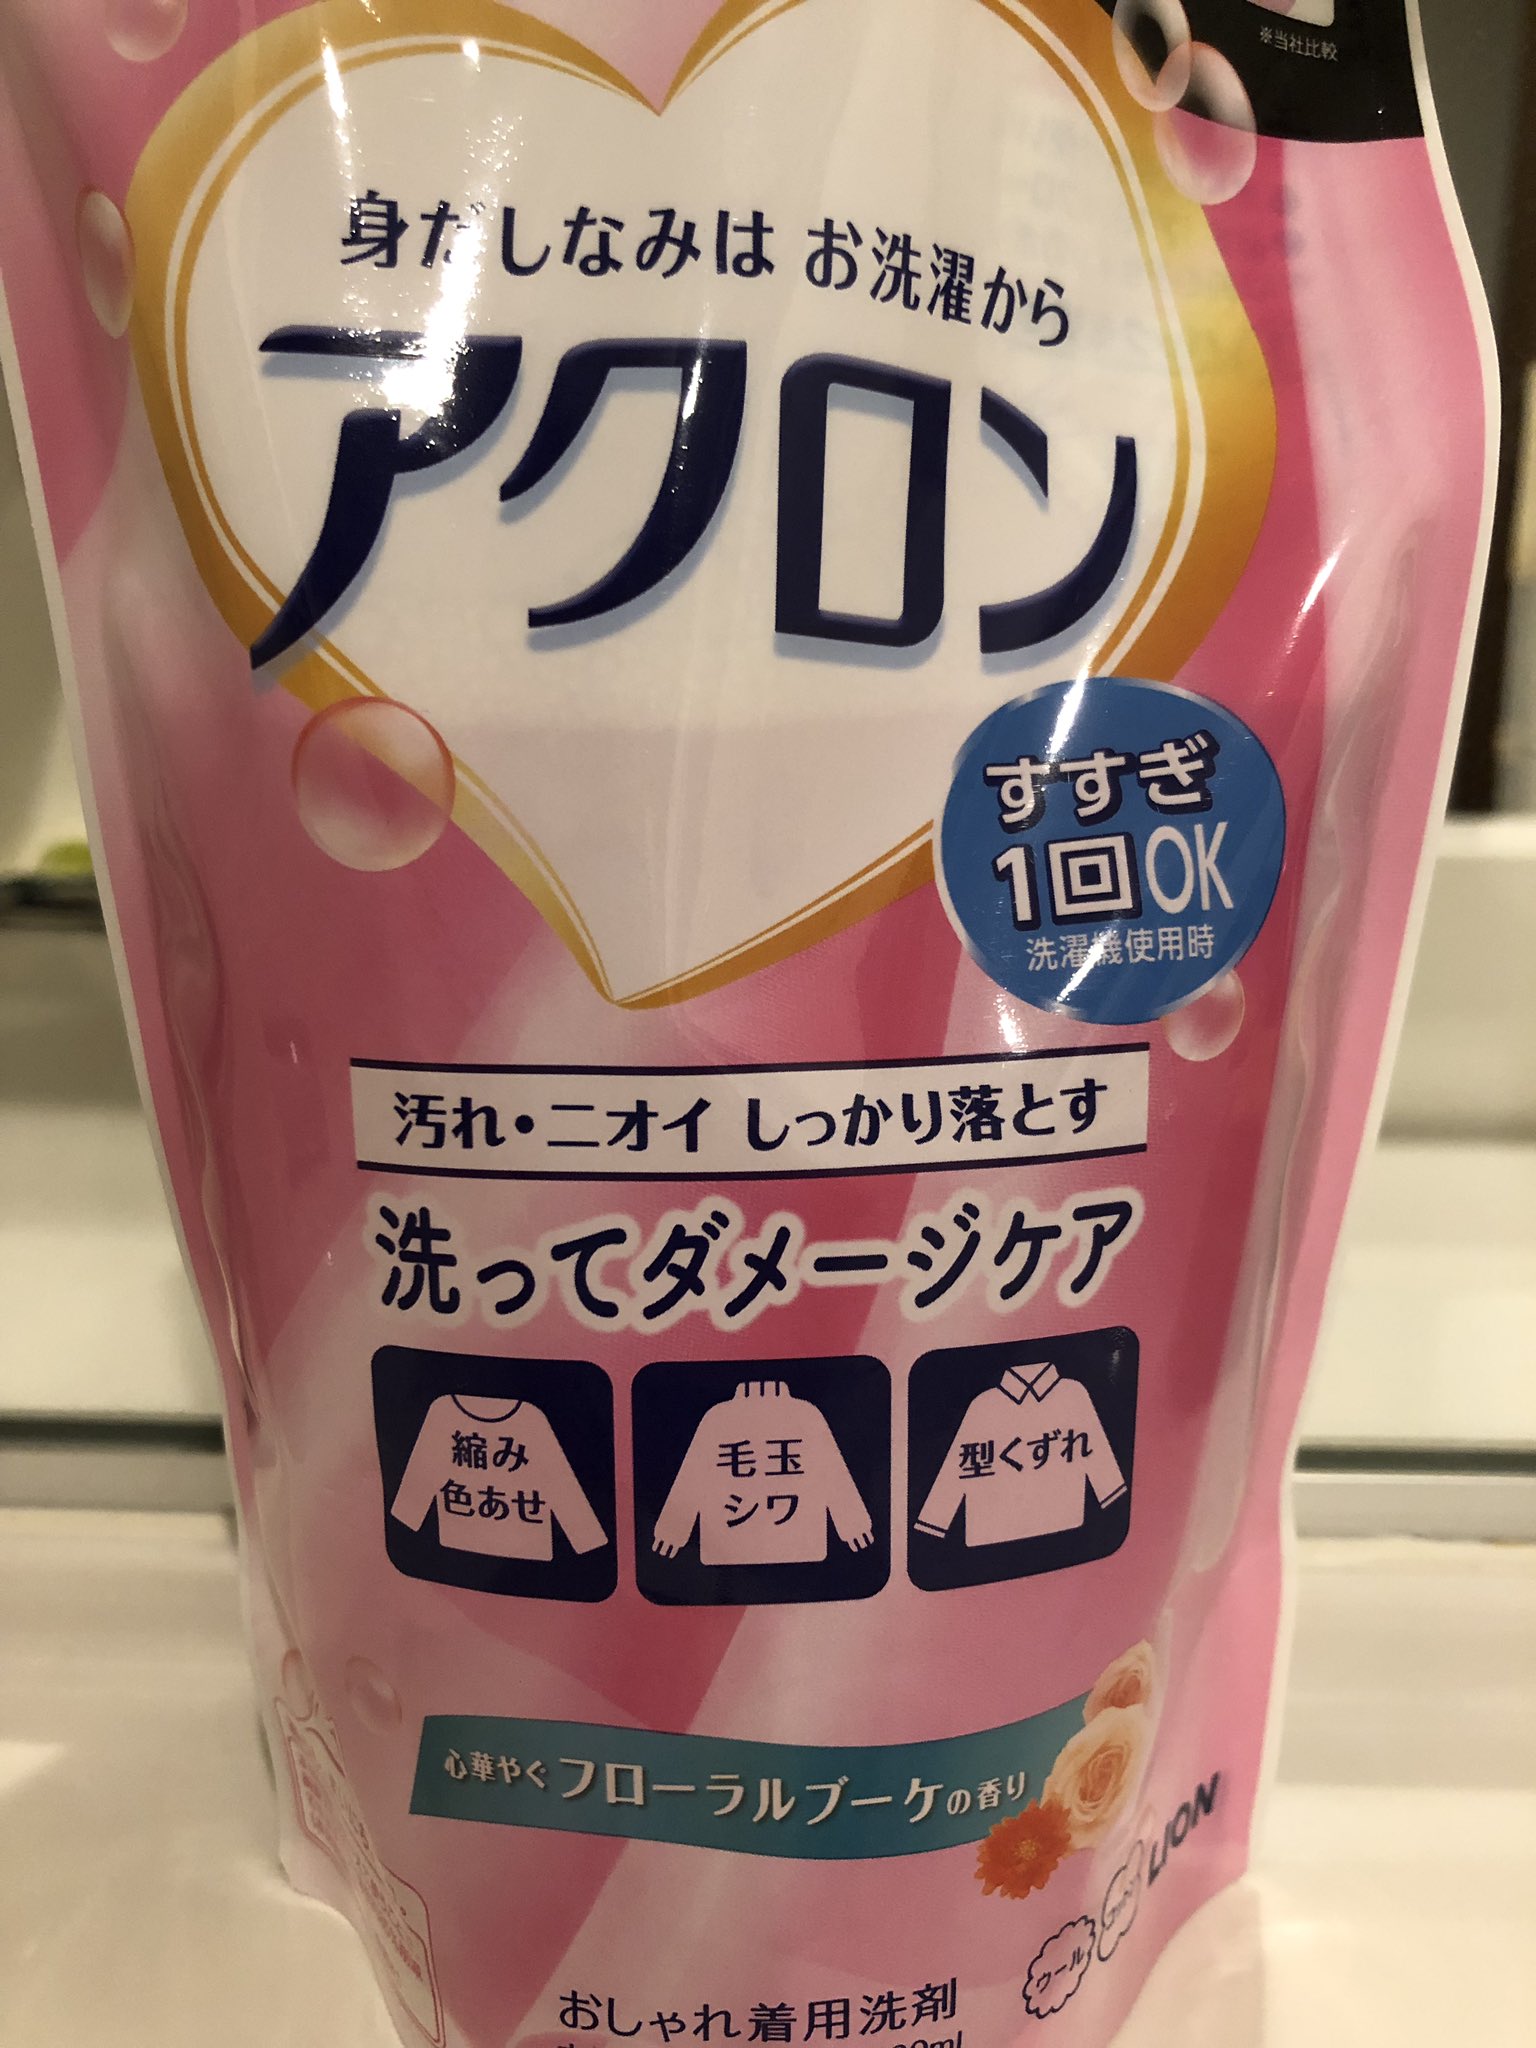 ※当社比較
身だしなみは お洗濯から
アクロン
すすぎ
1回OK
洗濯機使用時
汚れ・ニオイ しっかり落とす
洗ってダメージケア
縮み
色あせ
毛玉
シワ
型くずれ
心華やぐ フローラルブーケの香り
LION
ウール
おしゃれ着用洗剤